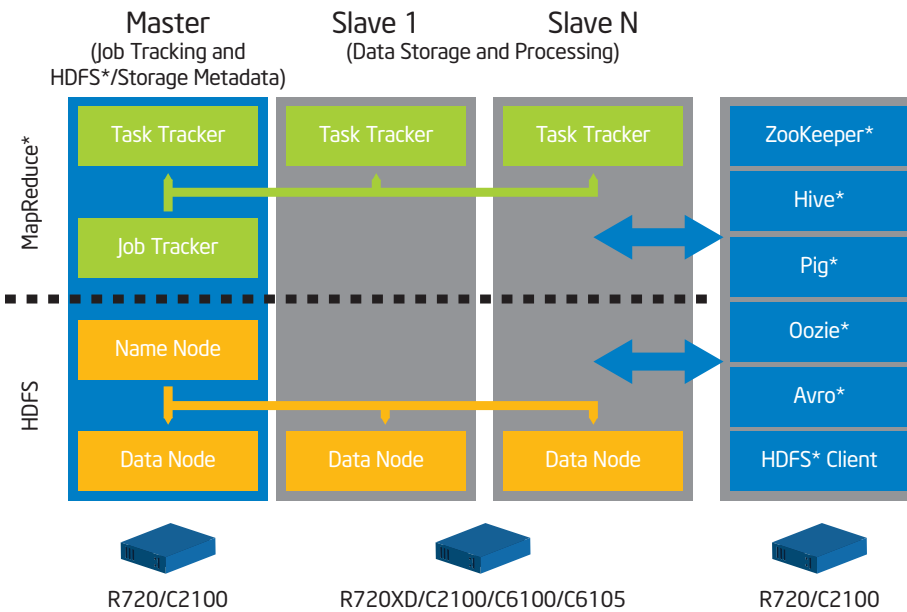 Master
(Job Tracking and
HDFS*/Storage Metadata)
Slave 1
Slave N
(Data Storage and Processing)
MapReduce*
Task Tracker
Task Tracker
Task Tracker
Job Tracker
HDFS
Name Node
Data Node
Data Node
Data Node
ZooKeeper*
Hive*
Pig*
Oozie*
Avro*
HDFS* Client
R720/C2100
R720XD/C2100/C6100/C6105
R720/C2100